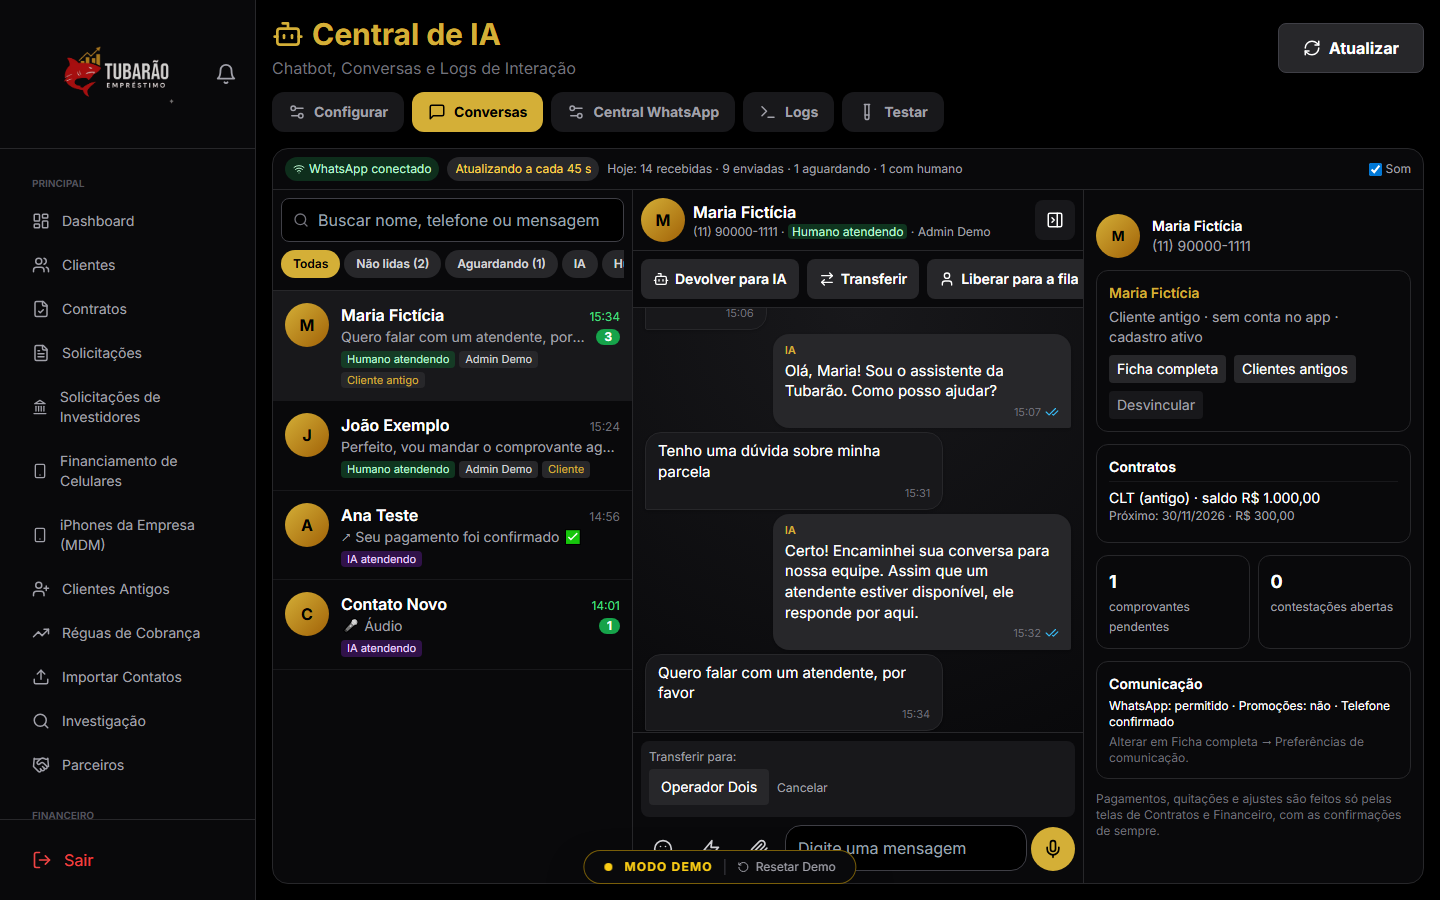 TUBARÃO
EMPRÉSTIMO
PRINCIPAL
Dashboard
Clientes
Contratos
Solicitações
Solicitações de
Investidores
Financiamento de
Celulares
iPhones da Empresa
(MDM)
Clientes Antigos
Réguas de Cobrança
Importar Contatos
Investigação
Parceiros
FINANCEIRO
Sair
Central de IA
Chatbot, Conversas e Logs de Interação
Atualizar
Configurar
Conversas
Central WhatsApp
Logs
Testar
WhatsApp conectado
Atualizando a cada 45 s
Hoje: 14 recebidas · 9 enviadas · 1 aguardando · 1 com humano
Som
Buscar nome, telefone ou mensagem
Todas
Não lidas (2)
Aguardando (1)
IA
Maria Fictícia
15:34
Quero falar com um atendente, por...
3
Humano atendendo
Admin Demo
Cliente antigo
João Exemplo
15:24
Perfeito, vou mandar o comprovante ag...
Humano atendendo
Admin Demo
Cliente
Ana Teste
14:56
↗ Seu pagamento foi confirmado ✅
IA atendendo
Contato Novo
14:01
🎤 Áudio
1
IA atendendo
M
J
A
C
M
Maria Fictícia
(11) 90000-1111 · Humano atendendo · Admin Demo
Devolver para IA
Transferir
Liberar para a fila
15:06
IA
Olá, Maria! Sou o assistente da
Tubarão. Como posso ajudar?
15:07
Tenho uma dúvida sobre minha
parcela
15:31
IA
Certo! Encaminhei sua conversa para
nossa equipe. Assim que um
atendente estiver disponível, ele
responde por aqui.
15:32
Quero falar com um atendente, por
favor
15:34
Transferir para:
Operador Dois
Cancelar
Digite uma mensagem
MODO DEMO
Resetar Demo
M
Maria Fictícia
(11) 90000-1111
Maria Fictícia
Cliente antigo · sem conta no app ·
cadastro ativo
Ficha completa
Clientes antigos
Desvincular
Contratos
CLT (antigo) · saldo R$ 1.000,00
Próximo: 30/11/2026 · R$ 300,00
1
comprovantes
pendentes
0
contestações abertas
Comunicação
WhatsApp: permitido · Promoções: não · Telefone
confirmado
Alterar em Ficha completa → Preferências de
comunicação.
Pagamentos, quitações e ajustes são feitos só pelas
telas de Contratos e Financeiro, com as confirmações
de sempre.